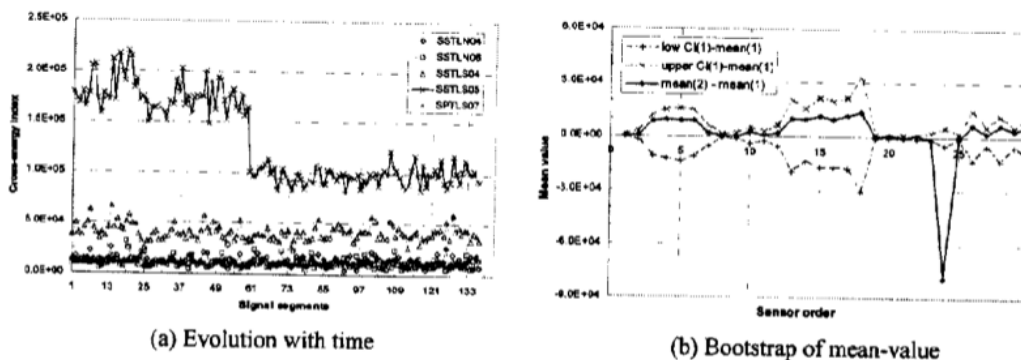 2.5E+05
2.0E+05
1.5E+05
1.0E+05
5.0E+04
0.0E+00
Cross-energy index
SSTLN04
SSTLN06
SSTLS04
SSTLS05
SPTLS07
1 13 25 37 49 61 73 85 97 109 121 133
Signal segments
(a) Evolution with time
6.0E+04
3.0E+04
0.0E+00
-3.0E+04
-6.0E+04
-9.0E+04
Mean value
low CI(1)-mean(1)
upper CI(1)-mean(1)
mean(2) - mean(1)
0 5 10 15 20 25
Sensor order
(b) Bootstrap of mean-value